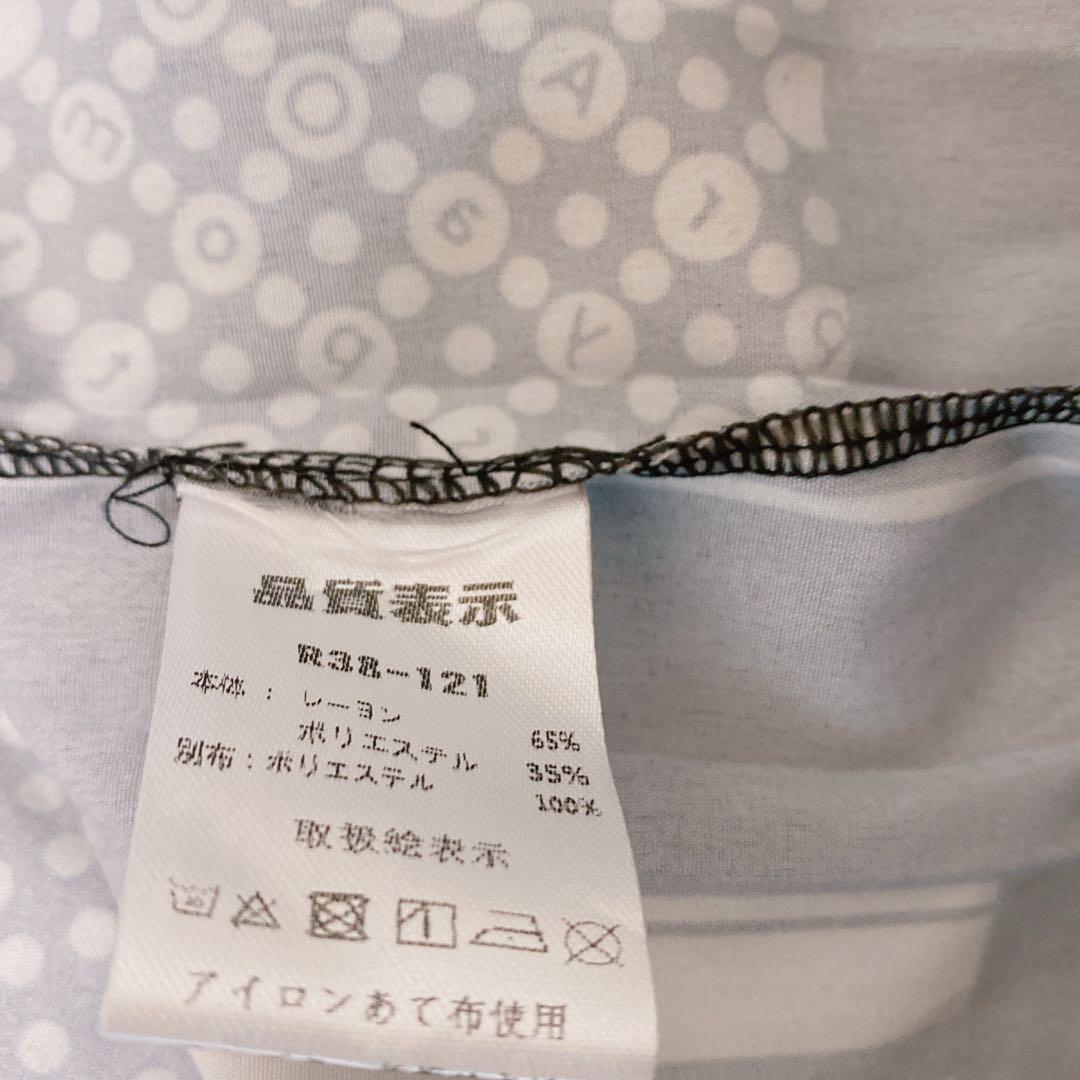 品質表示
R38-121
本体：レーヨン 65%
ポリエステル 35%
別布：ポリエステル 100%
取扱絵表示
アイロンあて布使用